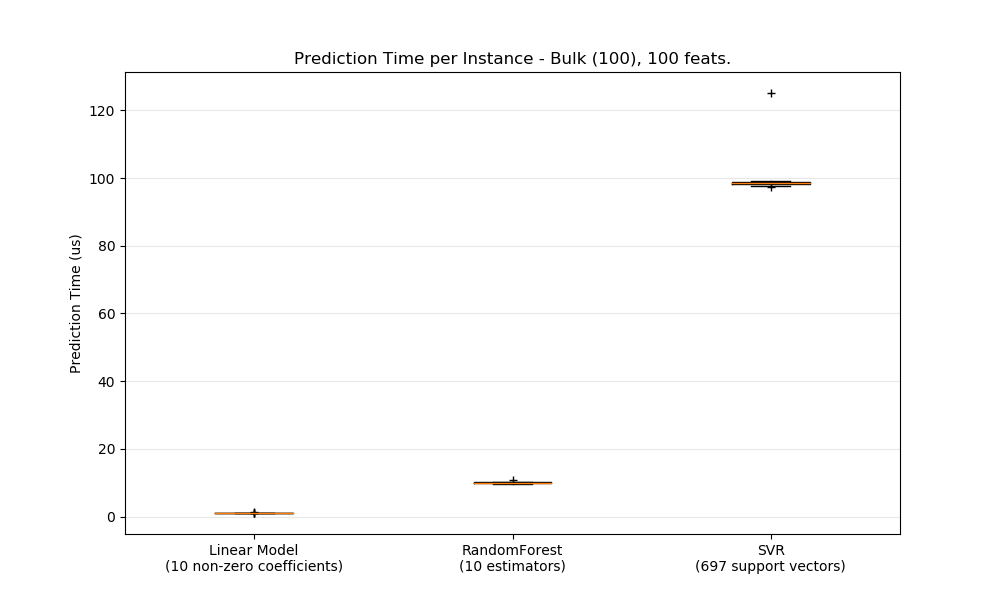 Prediction Time per Instance - Bulk (100), 100 feats.
Prediction Time (us)
120
100
80
60
40
20
0
Linear Model
(10 non-zero coefficients)
RandomForest
(10 estimators)
SVR
(697 support vectors)